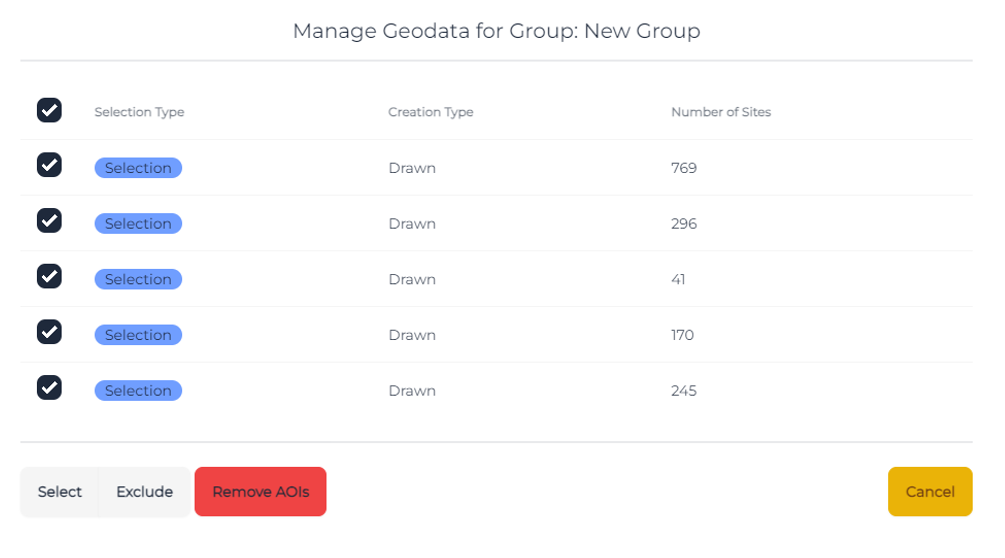 Manage Geodata for Group: New Group
Selection Type Creation Type Number of Sites
Selection Drawn 769
Selection Drawn 296
Selection Drawn 41
Selection Drawn 170
Selection Drawn 245
Select Exclude Remove AOIs Cancel